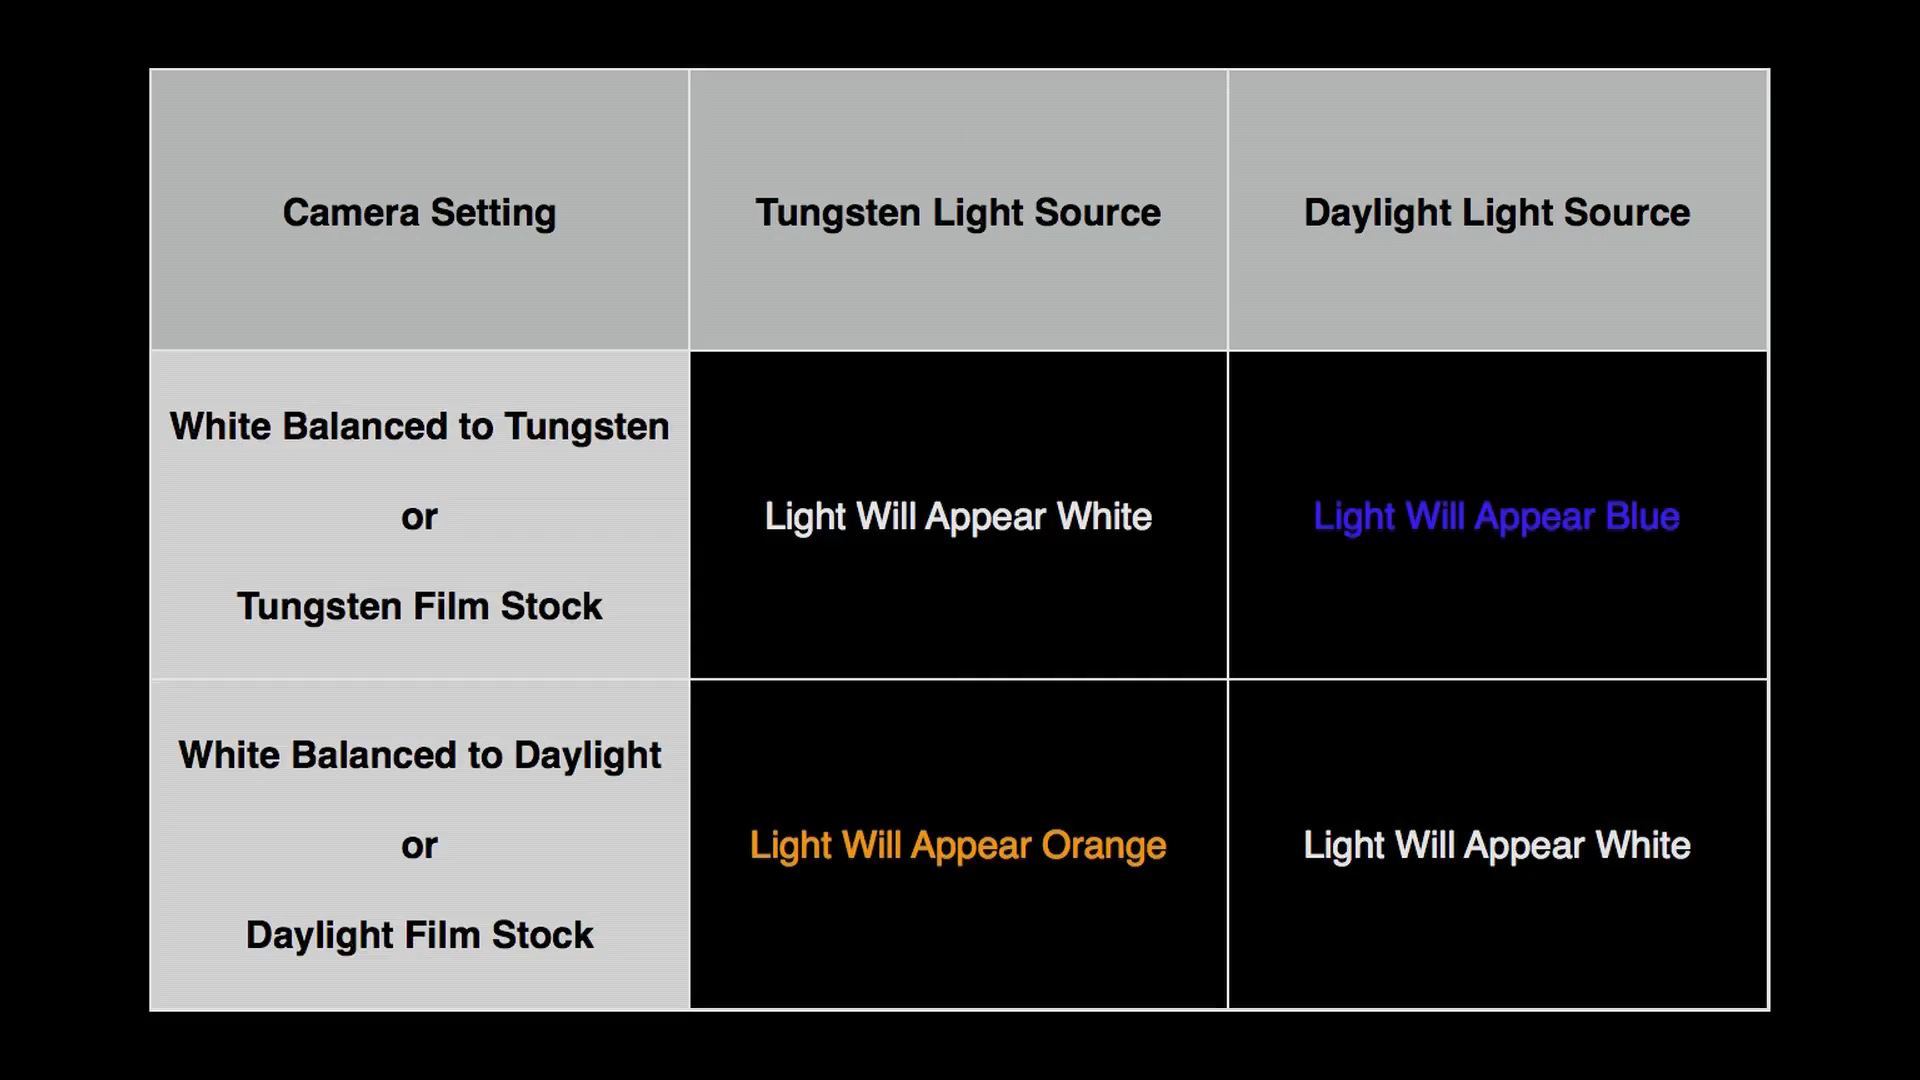 Camera Setting
Tungsten Light Source
Daylight Light Source
White Balanced to Tungsten
or
Tungsten Film Stock
Light Will Appear White
Light Will Appear Blue
White Balanced to Daylight
or
Daylight Film Stock
Light Will Appear Orange
Light Will Appear White